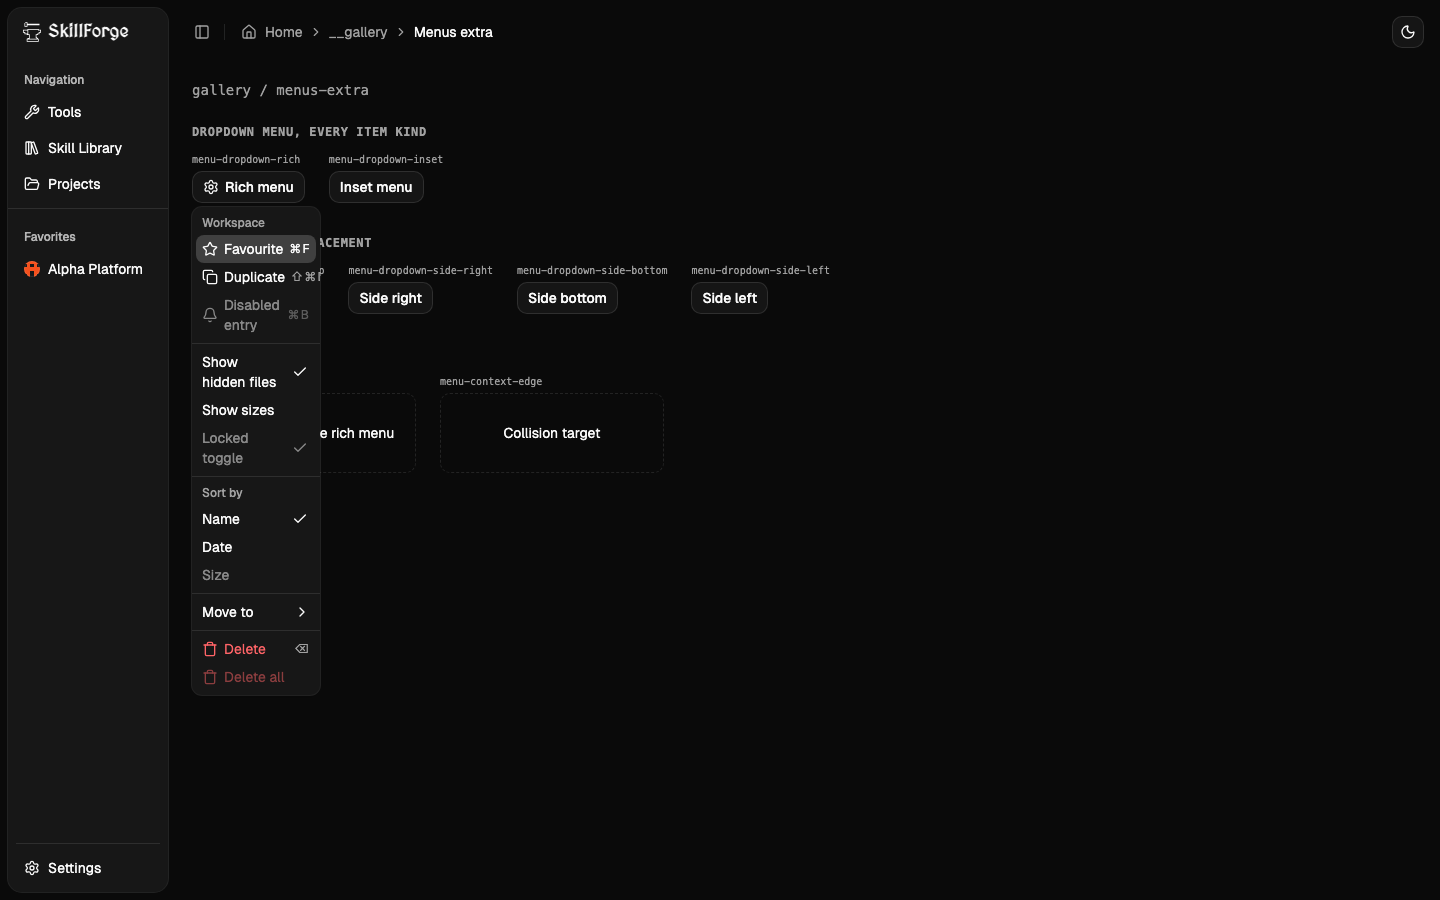 SkillForge
Home > __gallery > Menus extra
Navigation
Tools
Skill Library
Projects
Favorites
Alpha Platform
Settings
gallery / menus-extra
DROPDOWN MENU, EVERY ITEM KIND
menu-dropdown-rich menu-dropdown-inset
Rich menu Inset menu
Workspace
Favourite ⌘F
Duplicate ⇧⌘
Disabled
entry ⌘B
Show
hidden files
Show sizes
Locked
toggle
Sort by
Name
Date
Size
Move to
Delete ⌫
Delete all
ACEMENT
menu-dropdown-side-right menu-dropdown-side-bottom menu-dropdown-side-left
Side right Side bottom Side left
menu-context-edge
e rich menu Collision target